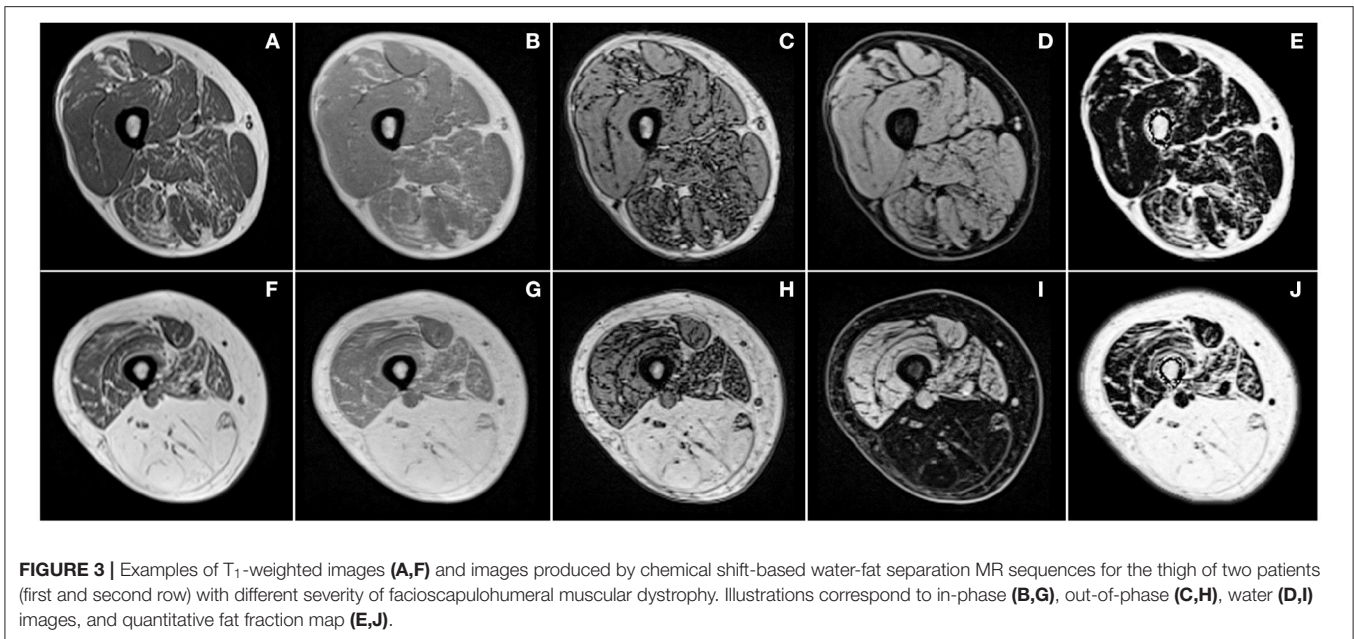 A B C D E
F G H I J
FIGURE 3 | Examples of T₁-weighted images (A,F) and images produced by chemical shift-based water-fat separation MR sequences for the thigh of two patients
(first and second row) with different severity of facioscapulohumeral muscular dystrophy. Illustrations correspond to in-phase (B,G), out-of-phase (C,H), water (D,I)
images, and quantitative fat fraction map (E,J).